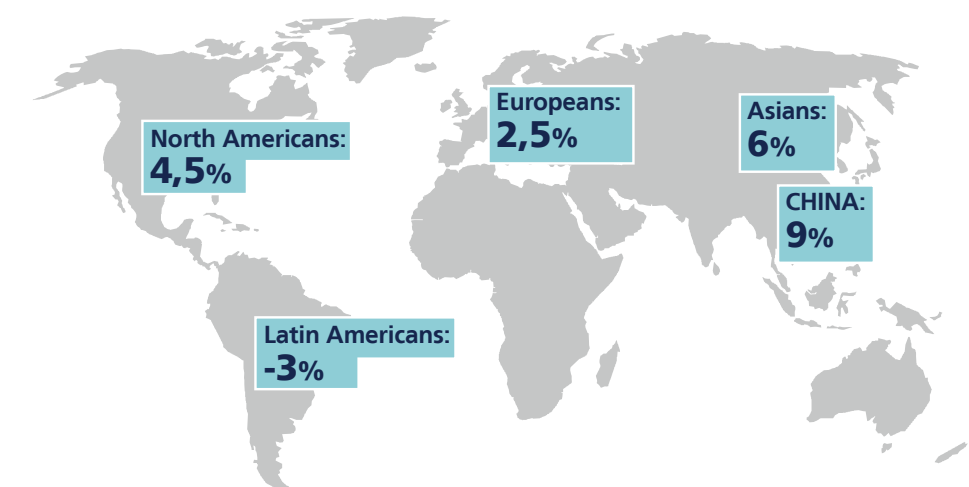 North Americans:
4,5%
Europeans:
2,5%
Asians:
6%
CHINA:
9%
Latin Americans:
-3%